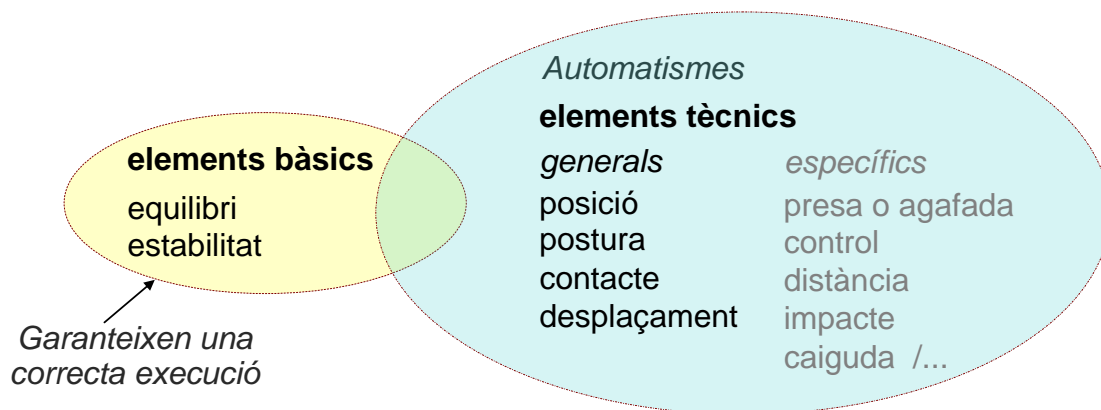 Automatismes
elements tècnics
elements bàsics
generals
específics
equilibri
estabilitat
posició
presa o agafada
postura
control
contacte
distància
desplaçament
impacte
caiguda /...
Garanteixen una
correcta execució